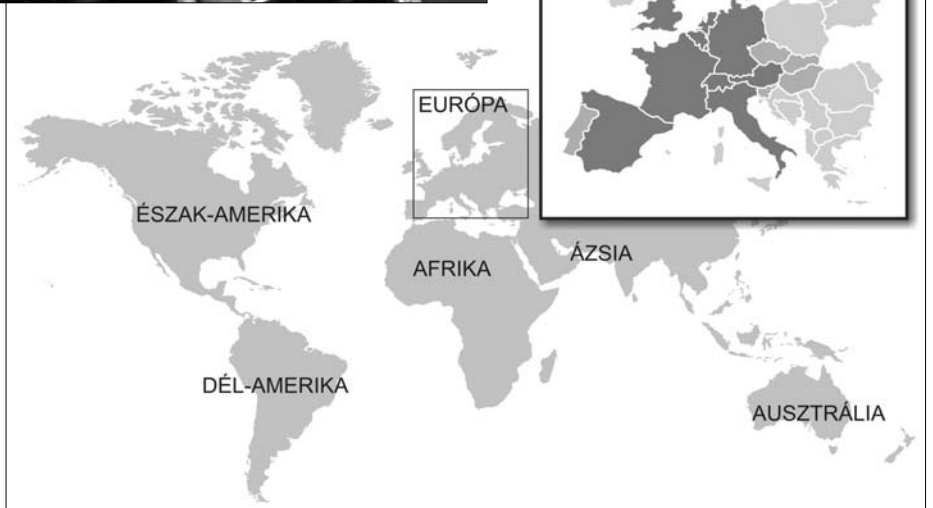 EURÓPA
ÉSZAK-AMERIKA
ÁZSIA
AFRIKA
DÉL-AMERIKA
AUSZTRÁLIA